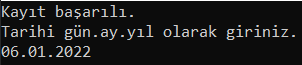 Kayıt başarılı.
Tarihi gün.ay.yıl olarak giriniz.
06.01.2022